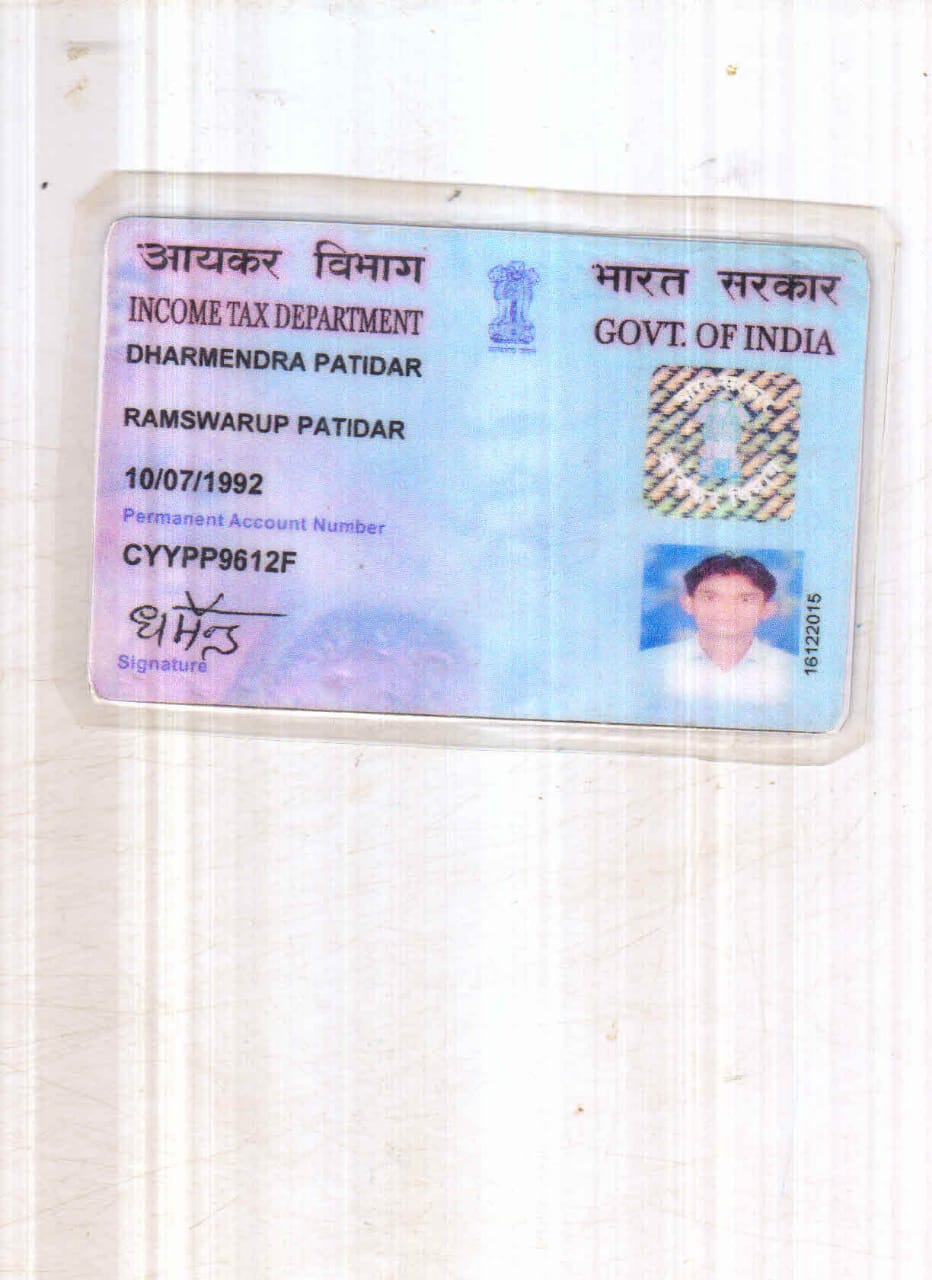 आयकर विभाग
INCOME TAX DEPARTMENT
भारत सरकार
GOVT. OF INDIA
DHARMENDRA PATIDAR
RAMSWARUP PATIDAR
10/07/1992
Permanent Account Number
CYYPP9612F
धर्मेन्द्र
Signature
16122015